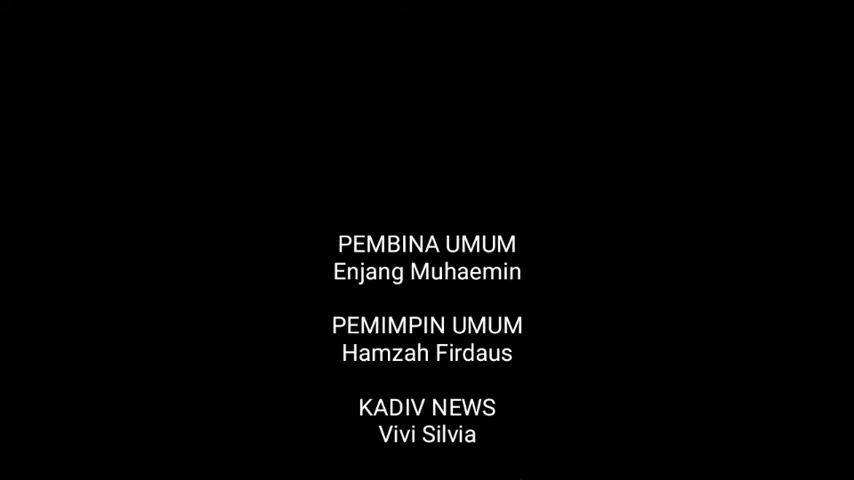 PEMBINA UMUM
Enjang Muhaemin
PEMIMPIN UMUM
Hamzah Firdaus
KADIV NEWS
Vivi Silvia